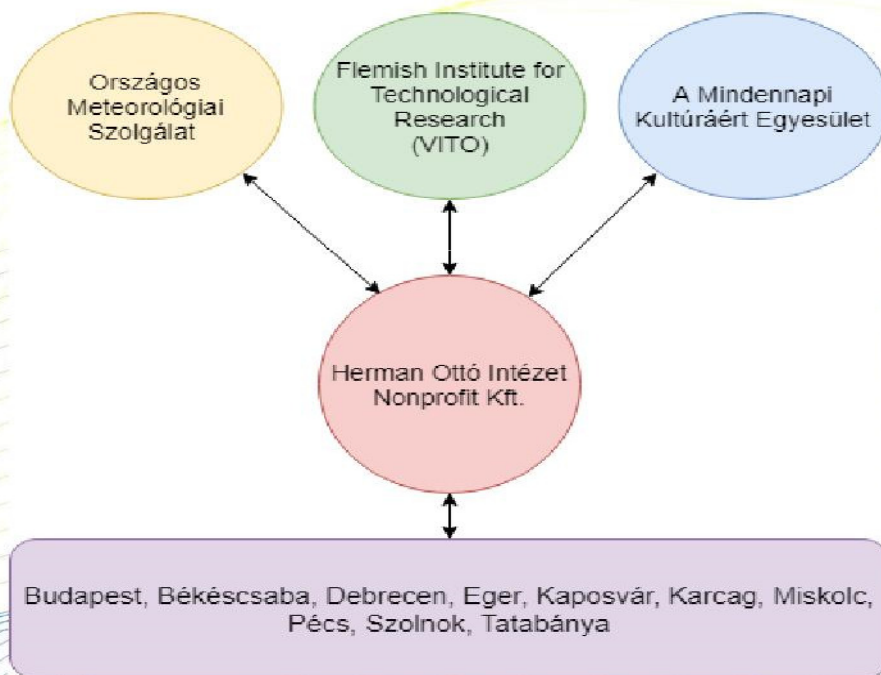 Országos
Meteorológiai
Szolgálat
Flemish Institute for
Technological
Research
(VITO)
A Mindennapi
Kultúráért Egyesület
Herman Ottó Intézet
Nonprofit Kft.
Budapest, Békéscsaba, Debrecen, Eger, Kaposvár, Karcag, Miskolc,
Pécs, Szolnok, Tatabánya